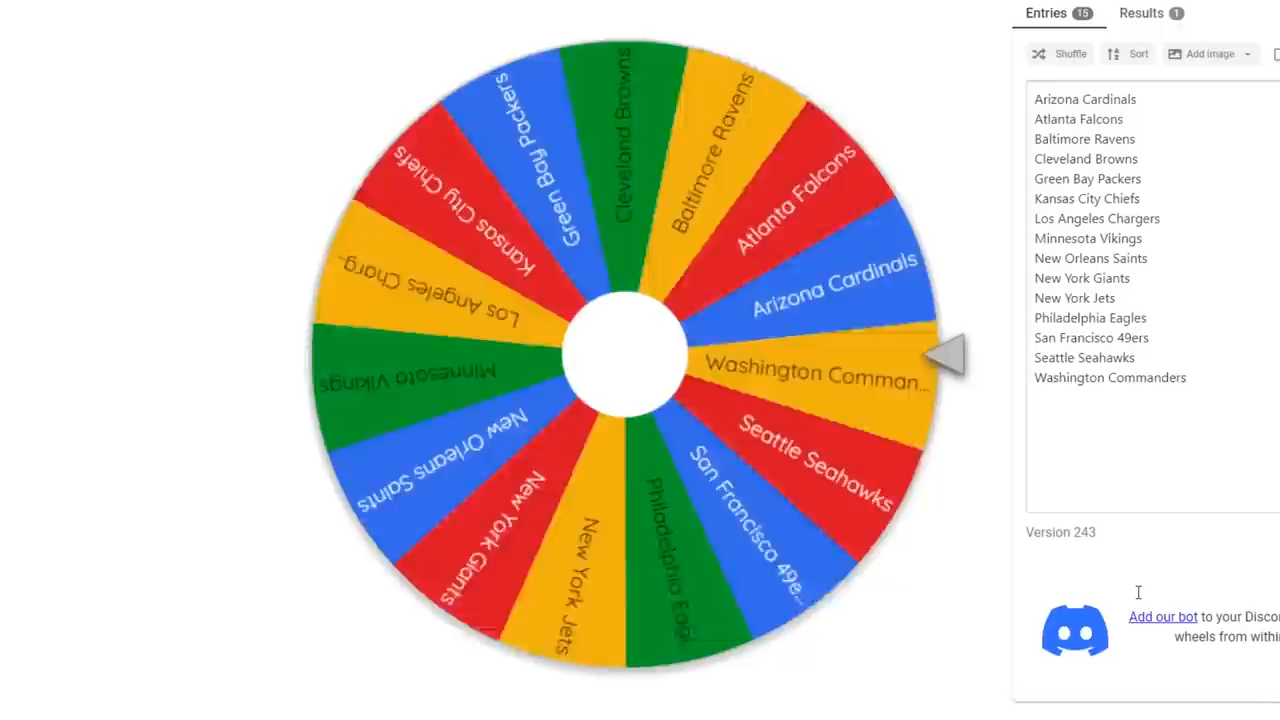 Entries 15
Results 1
Shuffle
Sort
Add image
Arizona Cardinals
Atlanta Falcons
Baltimore Ravens
Cleveland Browns
Green Bay Packers
Kansas City Chiefs
Los Angeles Chargers
Minnesota Vikings
New Orleans Saints
New York Giants
New York Jets
Philadelphia Eagles
San Francisco 49ers
Seattle Seahawks
Washington Commanders
Version 243
Add our bot to your Disco
wheels from within
Cleveland Browns
Baltimore Ravens
Atlanta Falcons
Arizona Cardinals
Washington Comman...
Seattle Seahawks
San Francisco 49e...
Philadelphia Eagl
New York Jets
New York Giants
New Orleans Saints
Minnesota Vikings
Los Angeles Charg...
Kansas City Chiefs
Green Bay Packers